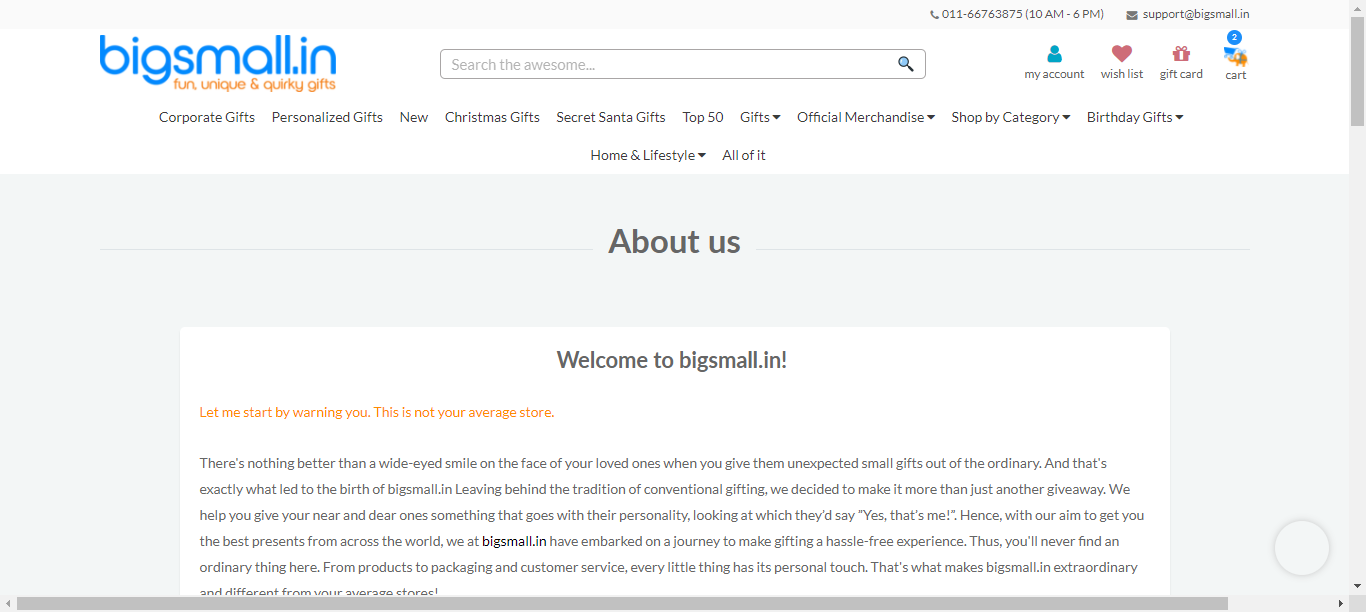 011-66763875 (10 AM - 6 PM) support@bigsmall.in
bigsmall.in
fun, unique & quirky gifts
Search the awesome...
2
my account wish list gift card cart
Corporate Gifts Personalized Gifts New Christmas Gifts Secret Santa Gifts Top 50 Gifts Official Merchandise Shop by Category Birthday Gifts
Home & Lifestyle All of it
About us
Welcome to bigsmall.in!
Let me start by warning you. This is not your average store.
There's nothing better than a wide-eyed smile on the face of your loved ones when you give them unexpected small gifts out of the ordinary. And that's
exactly what led to the birth of bigsmall.in Leaving behind the tradition of conventional gifting, we decided to make it more than just another giveaway. We
help you give your near and dear ones something that goes with their personality, looking at which they'd say "Yes, that's me!". Hence, with our aim to get you
the best presents from across the world, we at bigsmall.in have embarked on a journey to make gifting a hassle-free experience. Thus, you'll never find an
ordinary thing here. From products to packaging and customer service, every little thing has its personal touch. That's what makes bigsmall.in extraordinary
and different from your average stores!